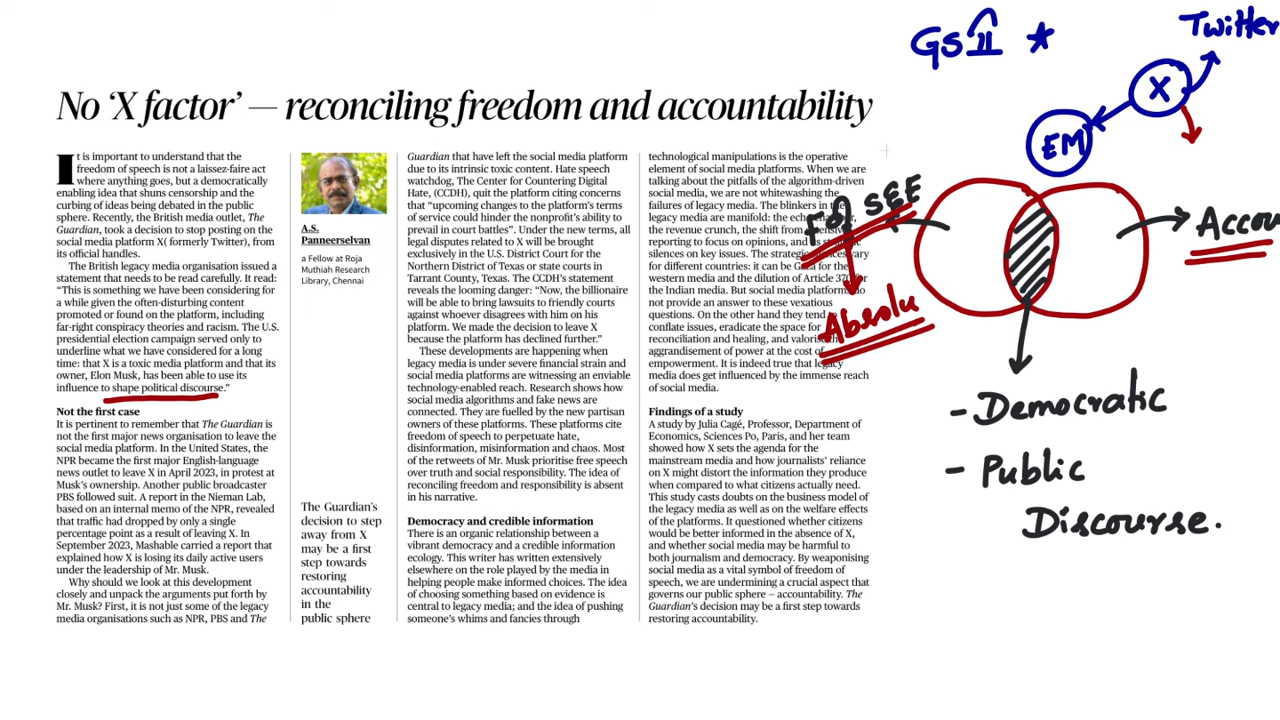 GS II ★
Twitter
X
EM
No ‘X factor’ — reconciling freedom and accountability
It is important to understand that the
freedom of speech is not a laissez-faire act
where anything goes, but a democratically
enabling idea that shuns censorship and the
curbing of ideas being debated in the public
sphere. Recently, the British media outlet, The
Guardian, took a decision to stop posting on the
social media platform X( formerly Twitter), from
its official handles.
The British legacy media organisation issued a
statement that needs to be read carefully. It read:
“This is something we have been considering for
a while given the often-disturbing content
promoted or found on the platform, including
far-right conspiracy theories and racism. The U.S.
presidential election campaign served only to
underline what we have considered for a long
time: that X is a toxic media platform and that its
owner, Elon Musk, has been able to use its
influence to shape political discourse.”
Not the first case
It is pertinent to remember that The Guardian is
not the first major news organisation to leave the
social media platform. In the United States, the
NPR became the first major English-language
news outlet to leave X in April 2023, in protest at
Musk’s ownership. Another public broadcaster
PBS followed suit. A report in the Nieman Lab,
based on an internal memo of the NPR, revealed
that traffic had dropped by only a single
percentage point as a result of leaving X. In
September 2023, Mashable carried a report that
explained how X is losing its daily active users
under the leadership of Mr. Musk.
Why should we look at this development
closely and unpack the arguments put forth by
Mr. Musk? First, it is not just some of the legacy
media organisations such as NPR, PBS and The
A.S.
Panneerselvan
a Fellow at Roja
Muthiah Research
Library, Chennai
The Guardian’s
decision to step
away from X
may be a first
step towards
restoring
accountability
in the
public sphere
Guardian that have left the social media platform
due to its intrinsic toxic content. Hate speech
watchdog, The Center for Countering Digital
Hate, (CCDH), quit the platform citing concerns
that “upcoming changes to the platform’s terms
of service could hinder the nonprofit’s ability to
prevail in court battles”. Under the new terms, all
legal disputes related to X will be brought
exclusively in the U.S. District Court for the
Northern District of Texas or state courts in
Tarrant County, Texas. The CCDH’s statement
reveals the looming danger: “Now, the billionaire
will be able to bring lawsuits to friendly courts
against whoever disagrees with him on his
platform. We made the decision to leave X
because the platform has declined further.”
These developments are happening when
legacy media is under severe financial strain and
social media platforms are witnessing an enviable
technology-enabled reach. Research shows how
social media algorithms and fake news are
connected. They are fuelled by the new partisan
owners of these platforms. These platforms cite
freedom of speech to perpetuate hate,
disinformation, misinformation and chaos. Most
of the retweets of Mr. Musk prioritise free speech
over truth and social responsibility. The idea of
reconciling freedom and responsibility is absent
in his narrative.
Democracy and credible information
There is an organic relationship between a
vibrant democracy and a credible information
ecology. This writer has written extensively
elsewhere on the role played by the media in
helping people make informed choices. The idea
of choosing something based on evidence is
central to legacy media; and the idea of pushing
someone’s whims and fancies through
technological manipulations is the operative
element of social media platforms. When we are
talking about the pitfalls of the algorithm-driven
social media, we are not whitewashing the
failures of legacy media. The blinkers in
legacy media are manifold: the echo
the revenue crunch, the shift from
reporting to focus on opinions, and
silences on key issues. The strategic vary
for different countries: it can be Gaza for the
western media and the dilution of Article 370 for
the Indian media. But social media platforms do
not provide an answer to these vexatious
questions. On the other hand they tend
conflate issues, eradicate the space for
reconciliation and healing, and valorise the
aggrandisement of power at the cost of
empowerment. It is indeed true that legacy
media does get influenced by the immense reach
of social media.
Findings of a study
A study by Julia Cagé, Professor, Department of
Economics, Sciences Po, Paris, and her team
showed how X sets the agenda for the
mainstream media and how journalists’ reliance
on X might distort the information they produce
when compared to what citizens actually need.
This study casts doubts on the business model of
the legacy media as well as on the welfare effects
of the platforms. It questioned whether citizens
would be better informed in the absence of X,
and whether social media may be harmful to
both journalism and democracy. By weaponising
social media as a vital symbol of freedom of
speech, we are undermining a crucial aspect that
governs our public sphere — accountability. The
Guardian’s decision may be a first step towards
restoring accountability.
S&E
Accou
Absolu
- Democratic
- Public
Discourse.